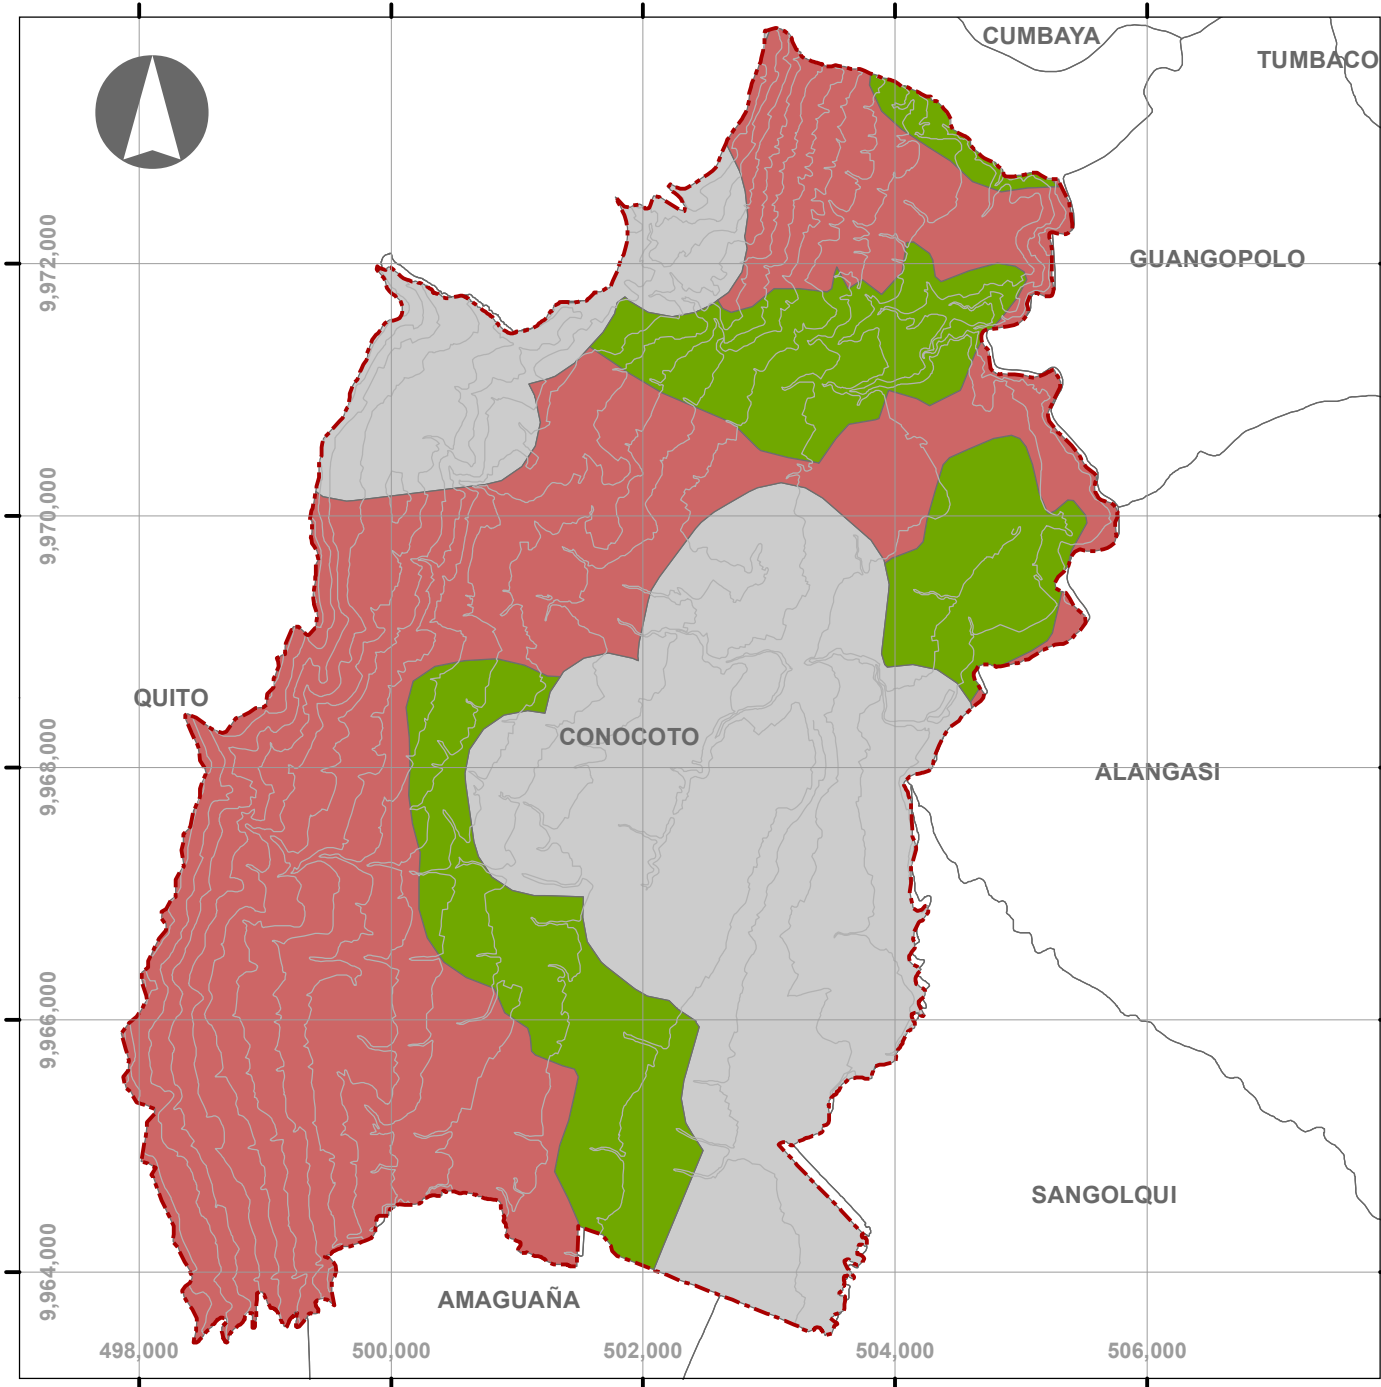 CUMBAYA
TUMBACO
9,972,000
GUANGOPOLO
9,970,000
QUITO
CONOCOTO
9,968,000
ALANGASI
9,966,000
SANGOLQUI
9,964,000
AMAGUAÑA
498,000 500,000 502,000 504,000 506,000